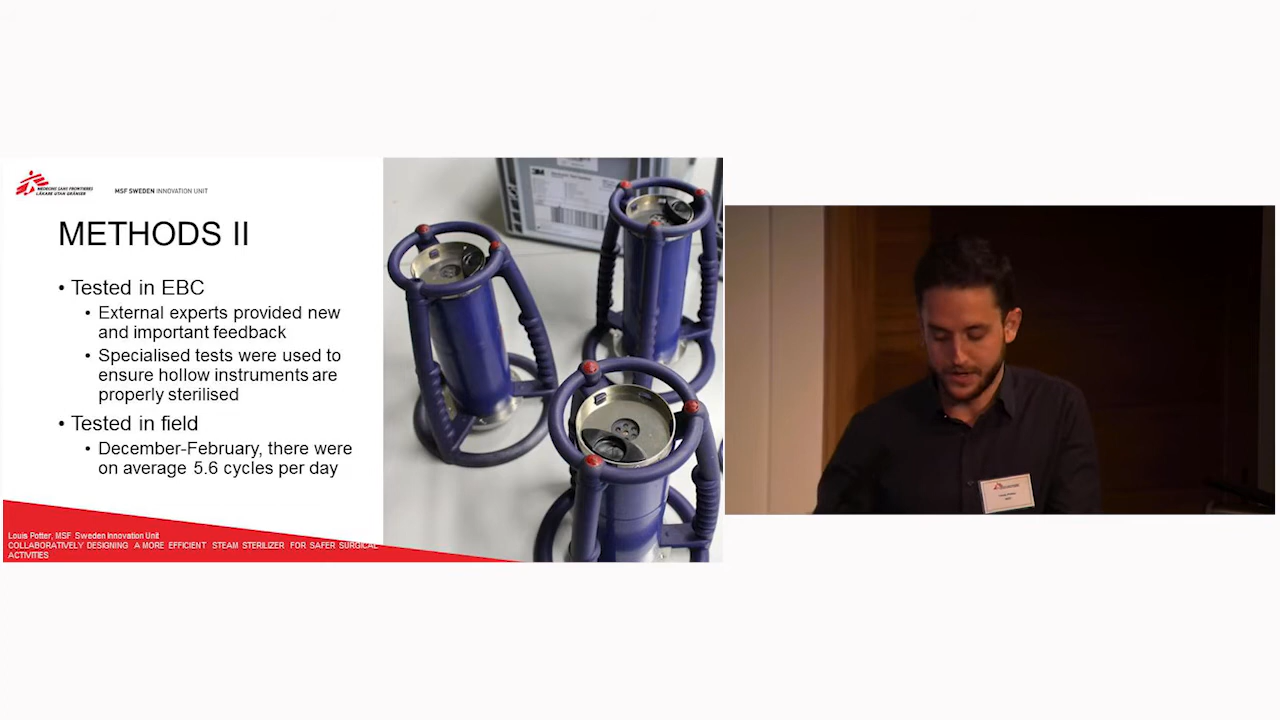 MEDECINS SANS FRONTIERES
LÄKARE UTAN GRÄNSER
MSF SWEDEN INNOVATION UNIT
METHODS II
• Tested in EBC
• External experts provided new
and important feedback
• Specialised tests were used to
ensure hollow instruments are
properly sterilised
• Tested in field
• December-February, there were
on average 5.6 cycles per day
Louis Potter, MSF Sweden Innovation Unit
COLLABORATIVELY DESIGNING A MORE EFFICIENT STEAM STERILIZER FOR SAFER SURGICAL
ACTIVITIES
3M